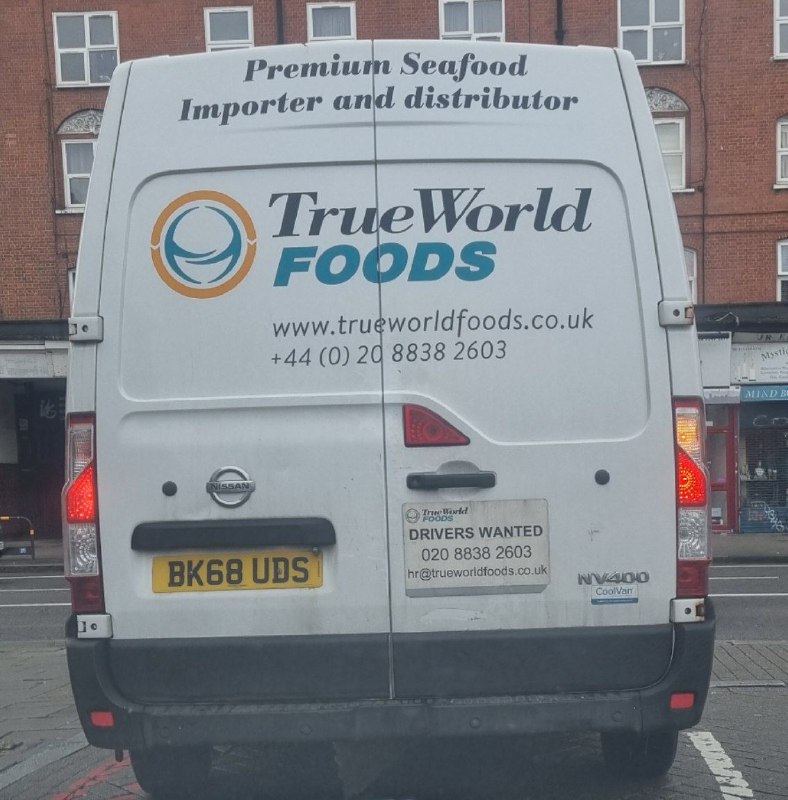 Premium Seafood
Importer and distributor
TrueWorld
FOODS
www.trueworldfoods.co.uk
+44 (0) 20 8838 2603
NISSAN
BK68 UDS
TrueWorld
FOODS
DRIVERS WANTED
020 8838 2603
hr@trueworldfoods.co.uk
NV400
CoolVan
MIND